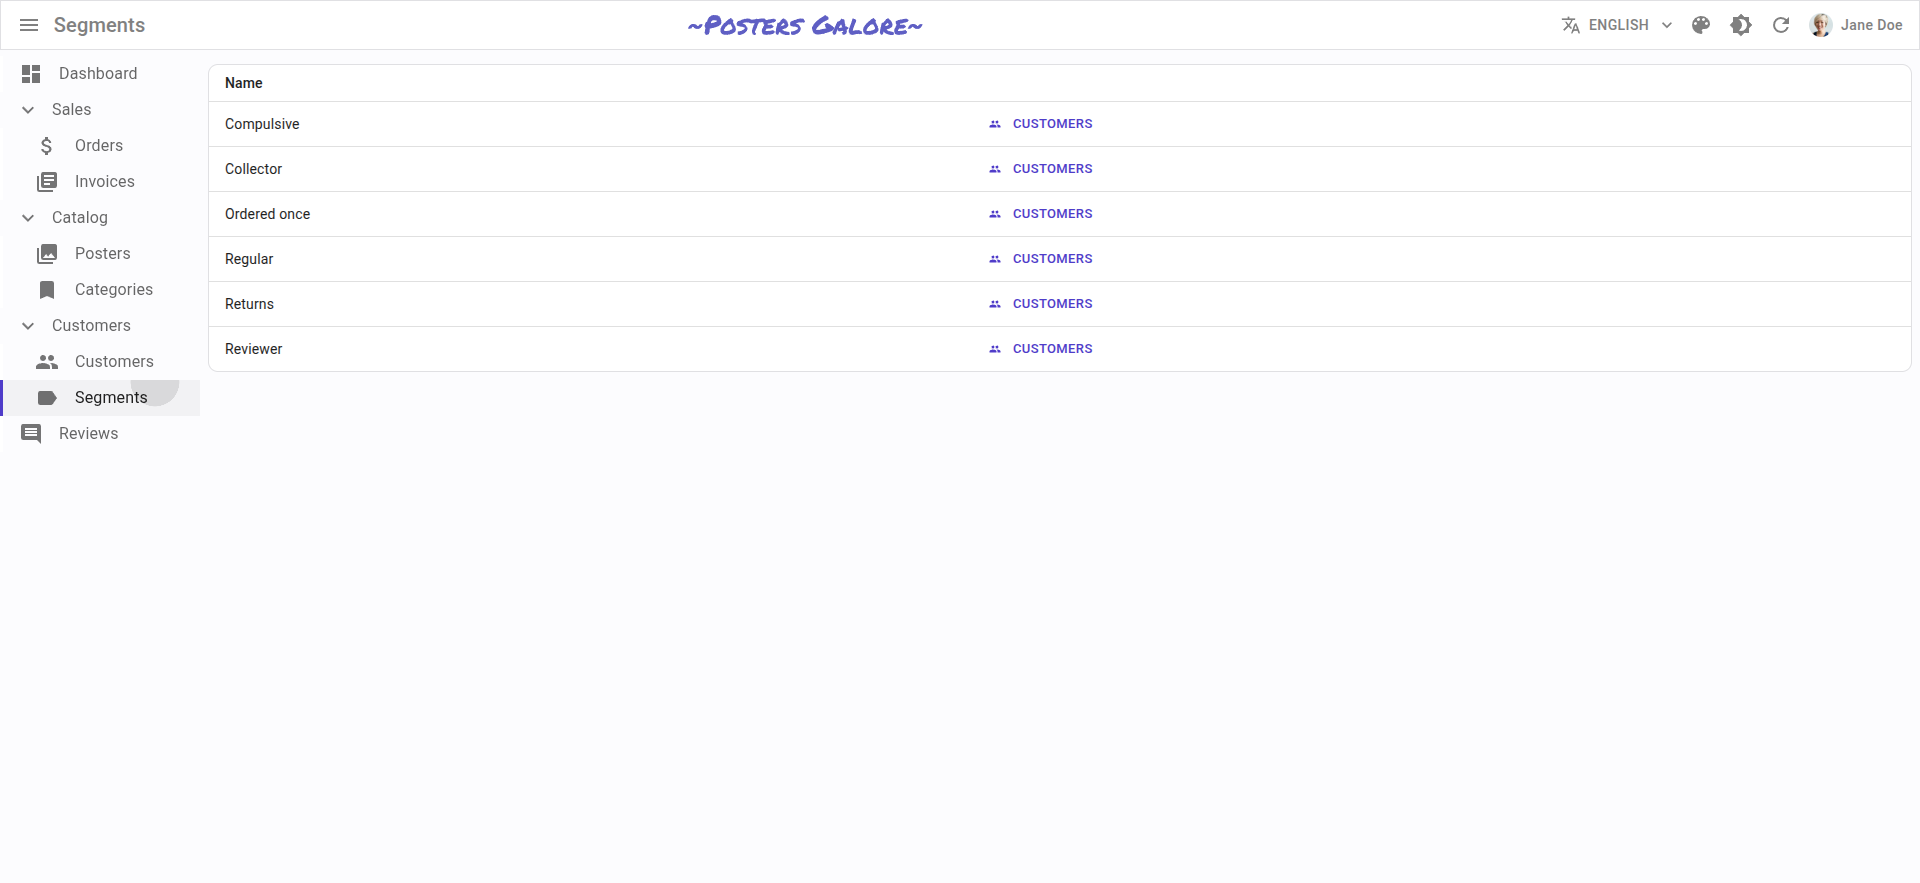 Segments
~Posters Galore~
ENGLISH
Jane Doe
Dashboard
Sales
Orders
Invoices
Catalog
Posters
Categories
Customers
Customers
Segments
Reviews
Name
Compulsive CUSTOMERS
Collector CUSTOMERS
Ordered once CUSTOMERS
Regular CUSTOMERS
Returns CUSTOMERS
Reviewer CUSTOMERS